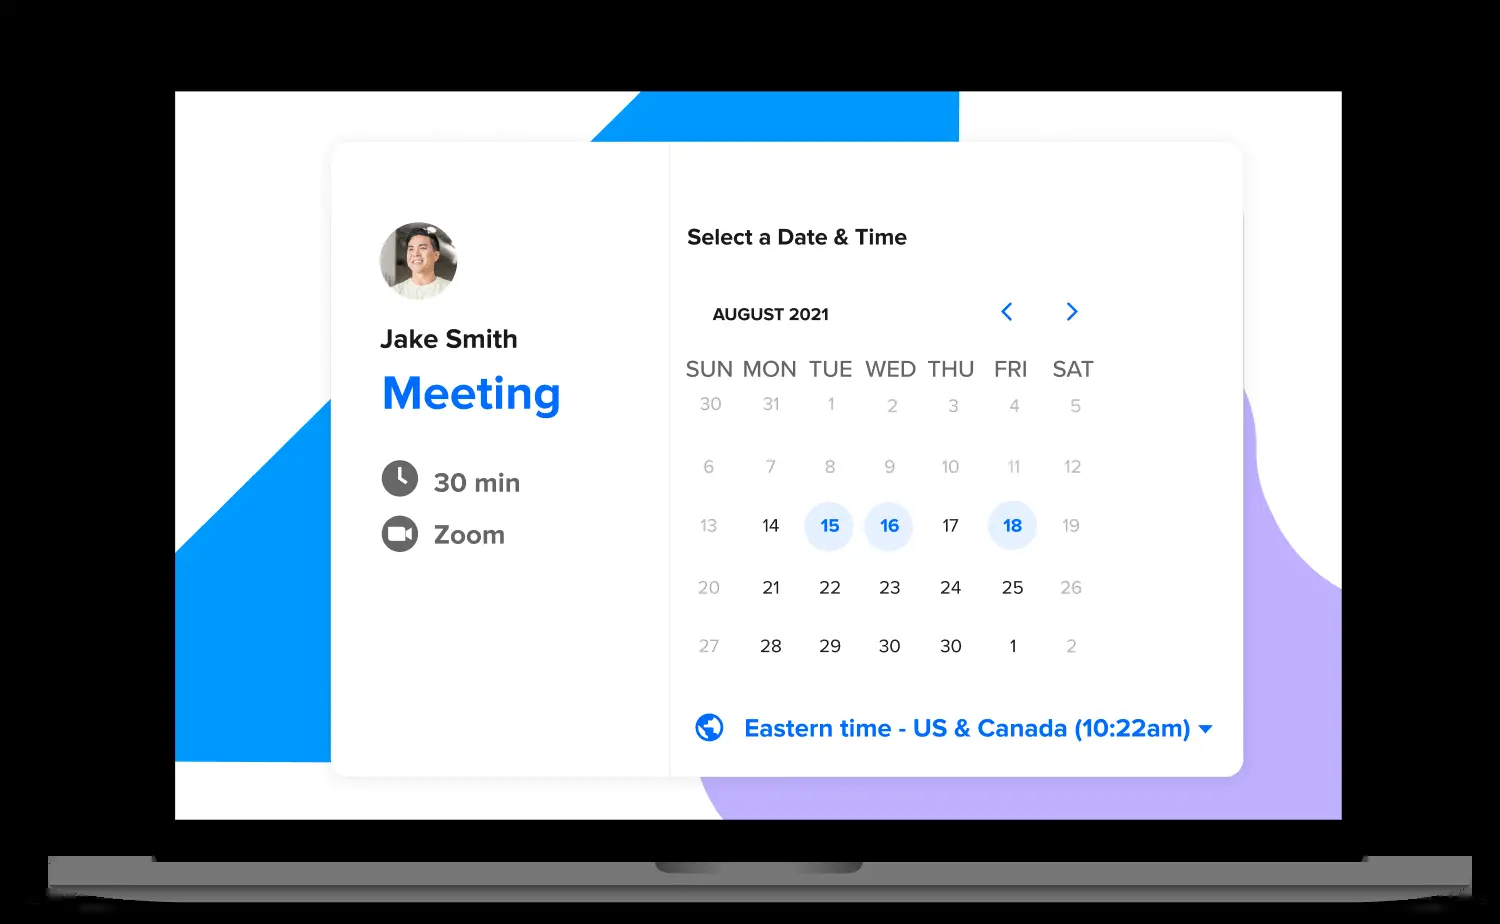 Jake Smith
Meeting
30 min
Zoom
Select a Date & Time
AUGUST 2021
SUN MON TUE WED THU FRI SAT
30 31 1 2 3 4 5
6 7 8 9 10 11 12
13 14 15 16 17 18 19
20 21 22 23 24 25 26
27 28 29 30 30 1 2
Eastern time - US & Canada (10:22am)